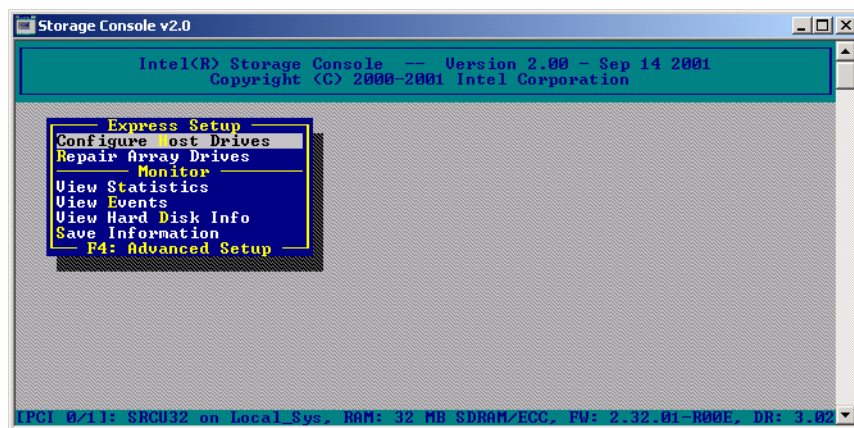 Storage Console v2.0
Intel(R) Storage Console -- Version 2.00 - Sep 14 2001
Copyright (C) 2000-2001 Intel Corporation
Express Setup
Configure Host Drives
Repair Array Drives
Monitor
View Statistics
View Events
View Hard Disk Info
Save Information
F4: Advanced Setup
[PCI 0/1]: SRCU32 on Local_Sys, RAM: 32 MB SDRAM/ECC, FW: 2.32.01-R00E, DR: 3.02